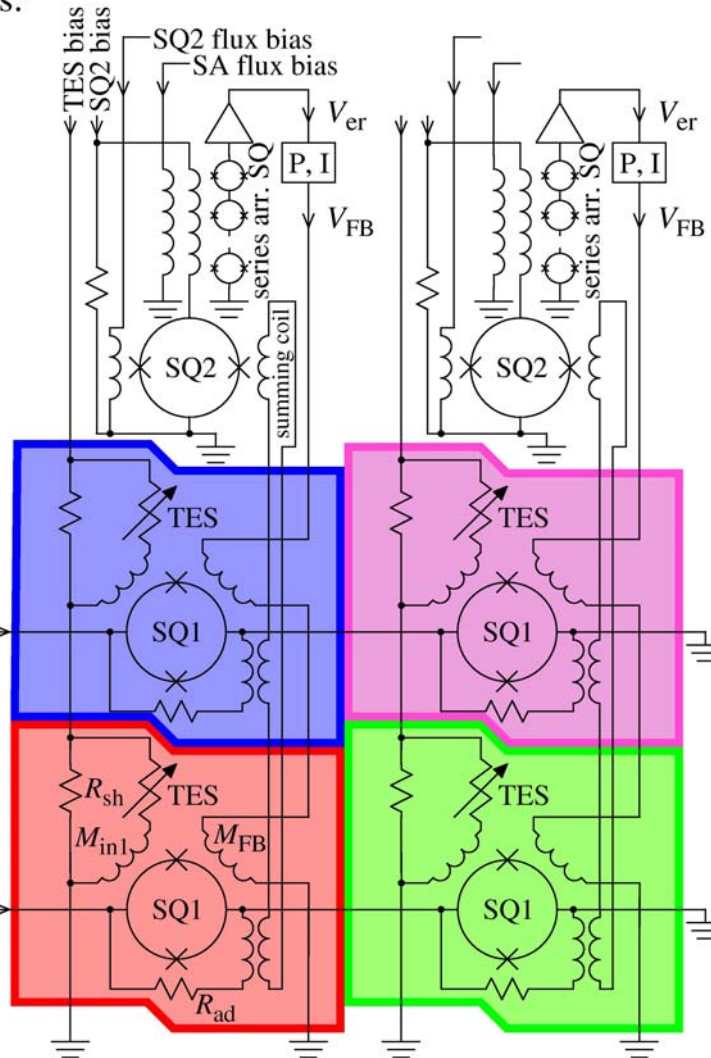 s.
TES bias
SQ2 bias
SQ2 flux bias
SA flux bias
V_er
P, I
V_FB
series arr. SQ
SQ2
summing coil
V_er
P, I
V_FB
series arr. SQ
SQ2
TES
SQ1
TES
SQ1
R_sh
TES
M_in1
M_FB
SQ1
R_ad
TES
SQ1